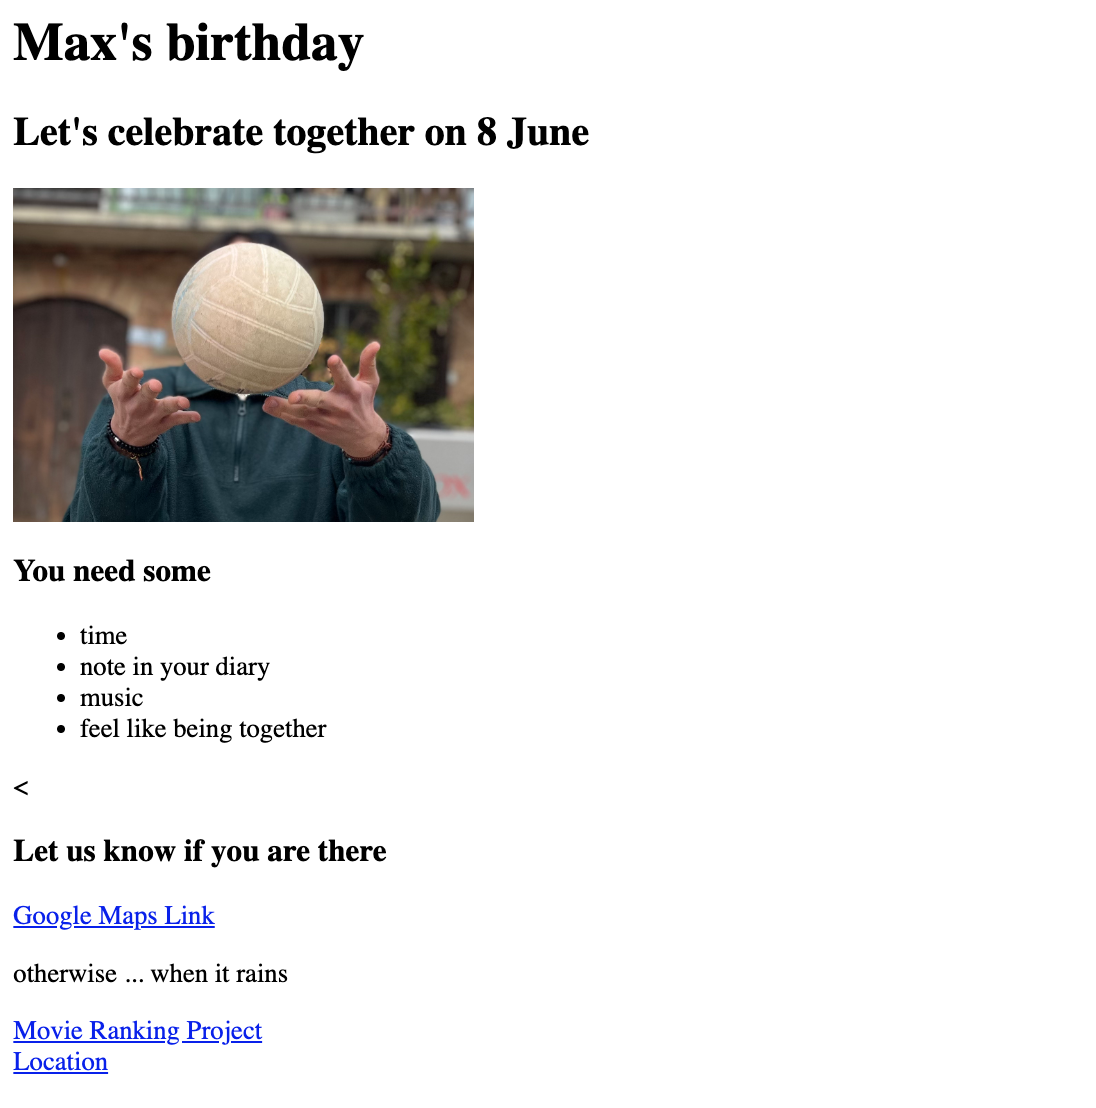 Max's birthday
Let's celebrate together on 8 June
You need some
time
note in your diary
music
feel like being together
<
Let us know if you are there
Google Maps Link
otherwise ... when it rains
Movie Ranking Project
Location